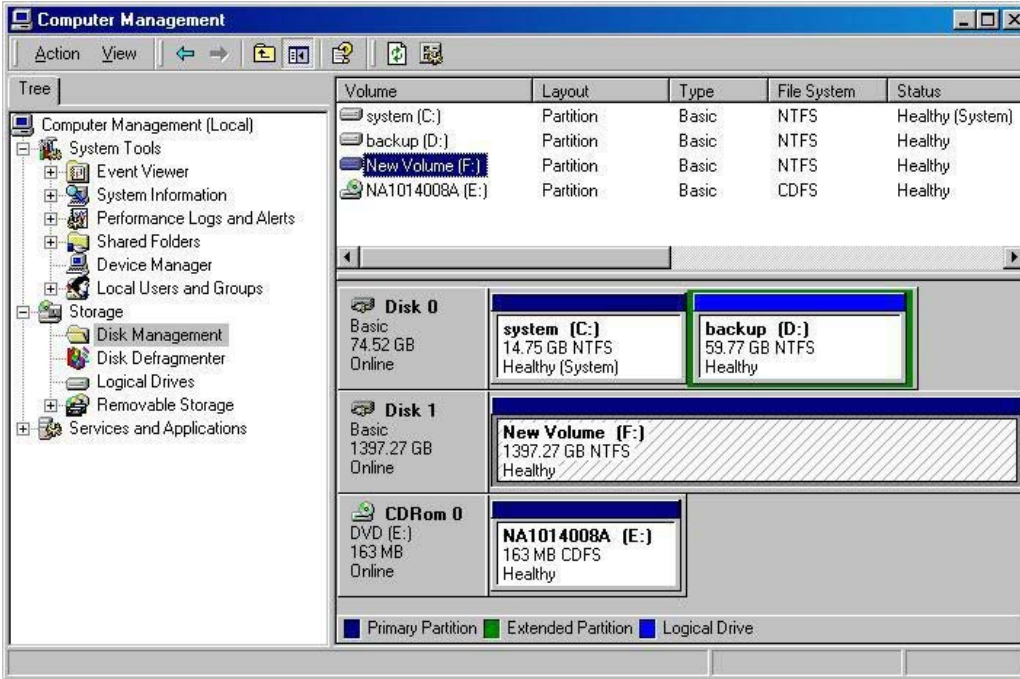 Computer Management
Action View
Tree
Computer Management (Local)
System Tools
Event Viewer
System Information
Performance Logs and Alerts
Shared Folders
Device Manager
Local Users and Groups
Storage
Disk Management
Disk Defragmenter
Logical Drives
Removable Storage
Services and Applications
Volume Layout Type File System Status
system (C:) Partition Basic NTFS Healthy (System)
backup (D:) Partition Basic NTFS Healthy
New Volume (F:) Partition Basic NTFS Healthy
NA1014008A (E:) Partition Basic CDFS Healthy
Disk 0
Basic
74.52 GB
Online
system (C:)
14.75 GB NTFS
Healthy (System)
backup (D:)
59.77 GB NTFS
Healthy
Disk 1
Basic
1397.27 GB
Online
New Volume (F:)
1397.27 GB NTFS
Healthy
CDRom 0
DVD (E:)
163 MB
Online
NA1014008A (E:)
163 MB CDFS
Healthy
Primary Partition Extended Partition Logical Drive